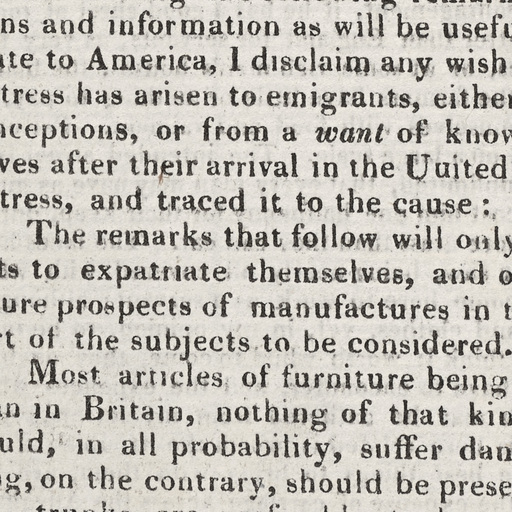 ns and information as will be usefu
ate to America, I disclaim any wish
tress has arisen to emigrants, either
nceptions, or from a want of know
ves after their arrival in the Uuited
tress, and traced it to the cause:
The remarks that follow will only
ts to expatriate themselves, and o
ure prospects of manufactures in t
rt of the subjects to be considered.
Most articles of furniture being
an in Britain, nothing of that kin
uld, in all probability, suffer dam
ng, on the contrary, should be prese